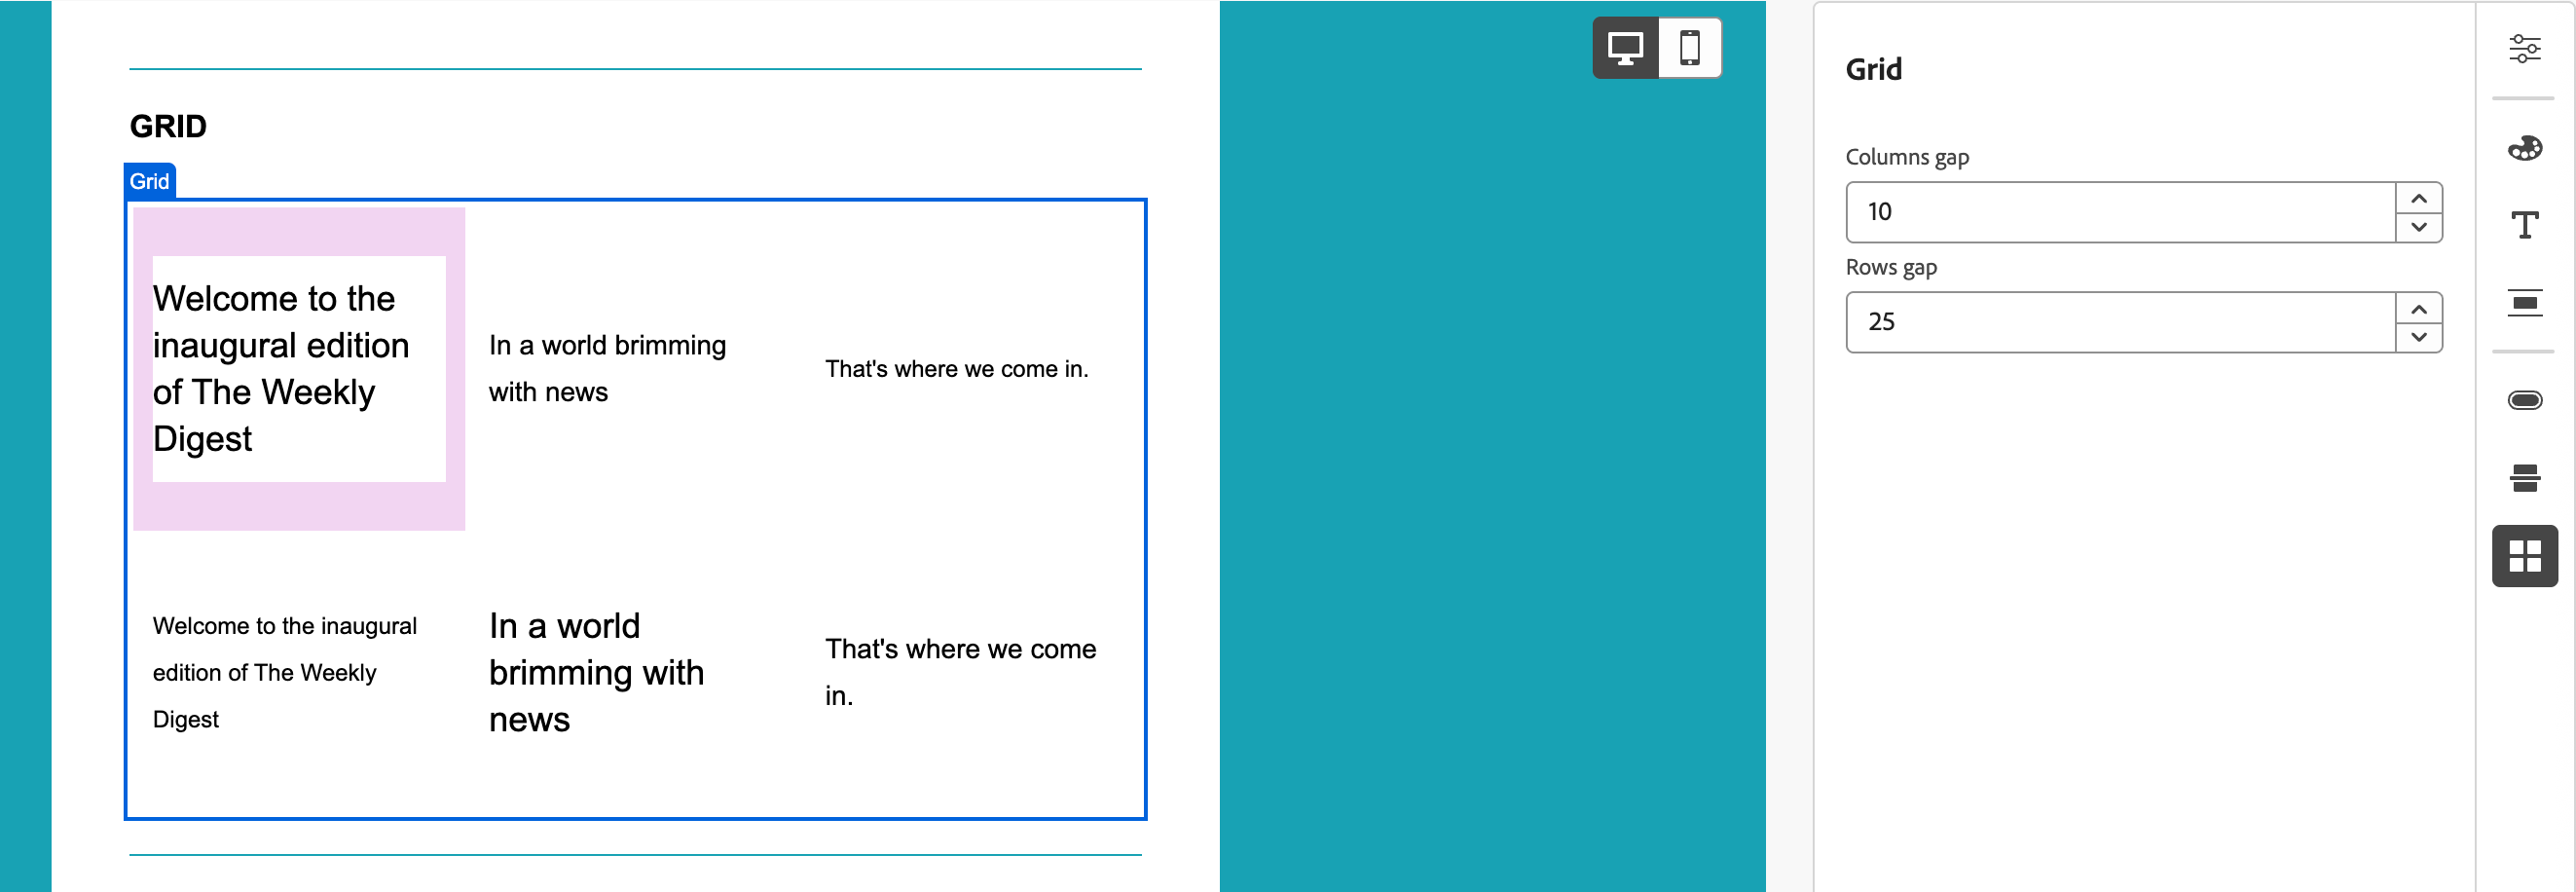 GRID
Grid
Welcome to the
inaugural edition
of The Weekly
Digest
In a world brimming
with news
That's where we come in.
Welcome to the inaugural
edition of The Weekly
Digest
In a world
brimming with
news
That's where we come
in.
Grid
Columns gap
10
Rows gap
25